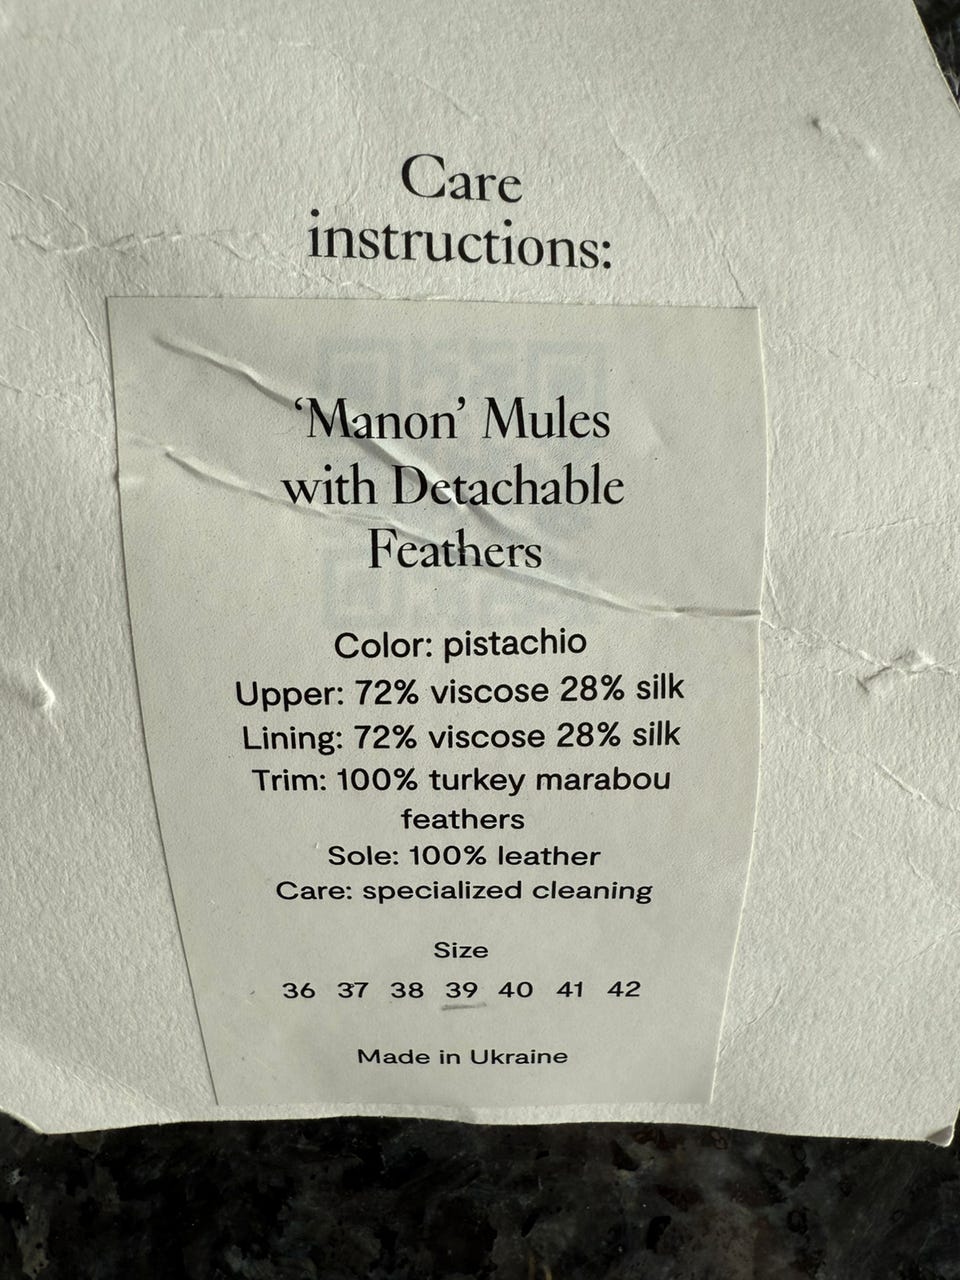 Care
instructions:
‘Manon’ Mules
with Detachable
Feathers
Color: pistachio
Upper: 72% viscose 28% silk
Lining: 72% viscose 28% silk
Trim: 100% turkey marabou
feathers
Sole: 100% leather
Care: specialized cleaning
Size
36 37 38 39 40 41 42
Made in Ukraine